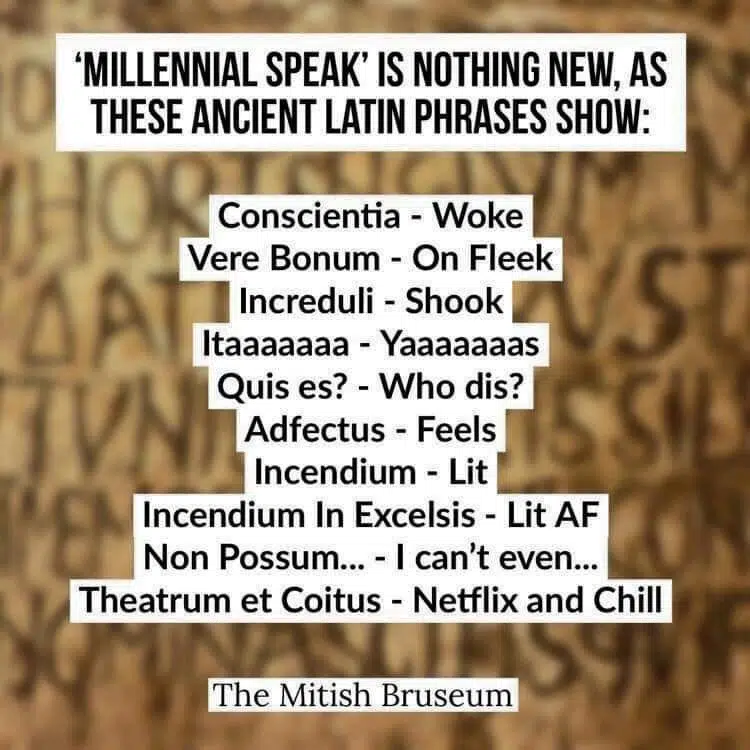 'MILLENNIAL SPEAK' IS NOTHING NEW, AS
THESE ANCIENT LATIN PHRASES SHOW:
Conscientia - Woke
Vere Bonum - On Fleek
Increduli - Shook
Itaaaaaaa - Yaaaaaaas
Quis es? - Who dis?
Adfectus - Feels
Incendium - Lit
Incendium In Excelsis - Lit AF
Non Possum... - I can't even...
Theatrum et Coitus - Netflix and Chill
The Mitish Bruseum